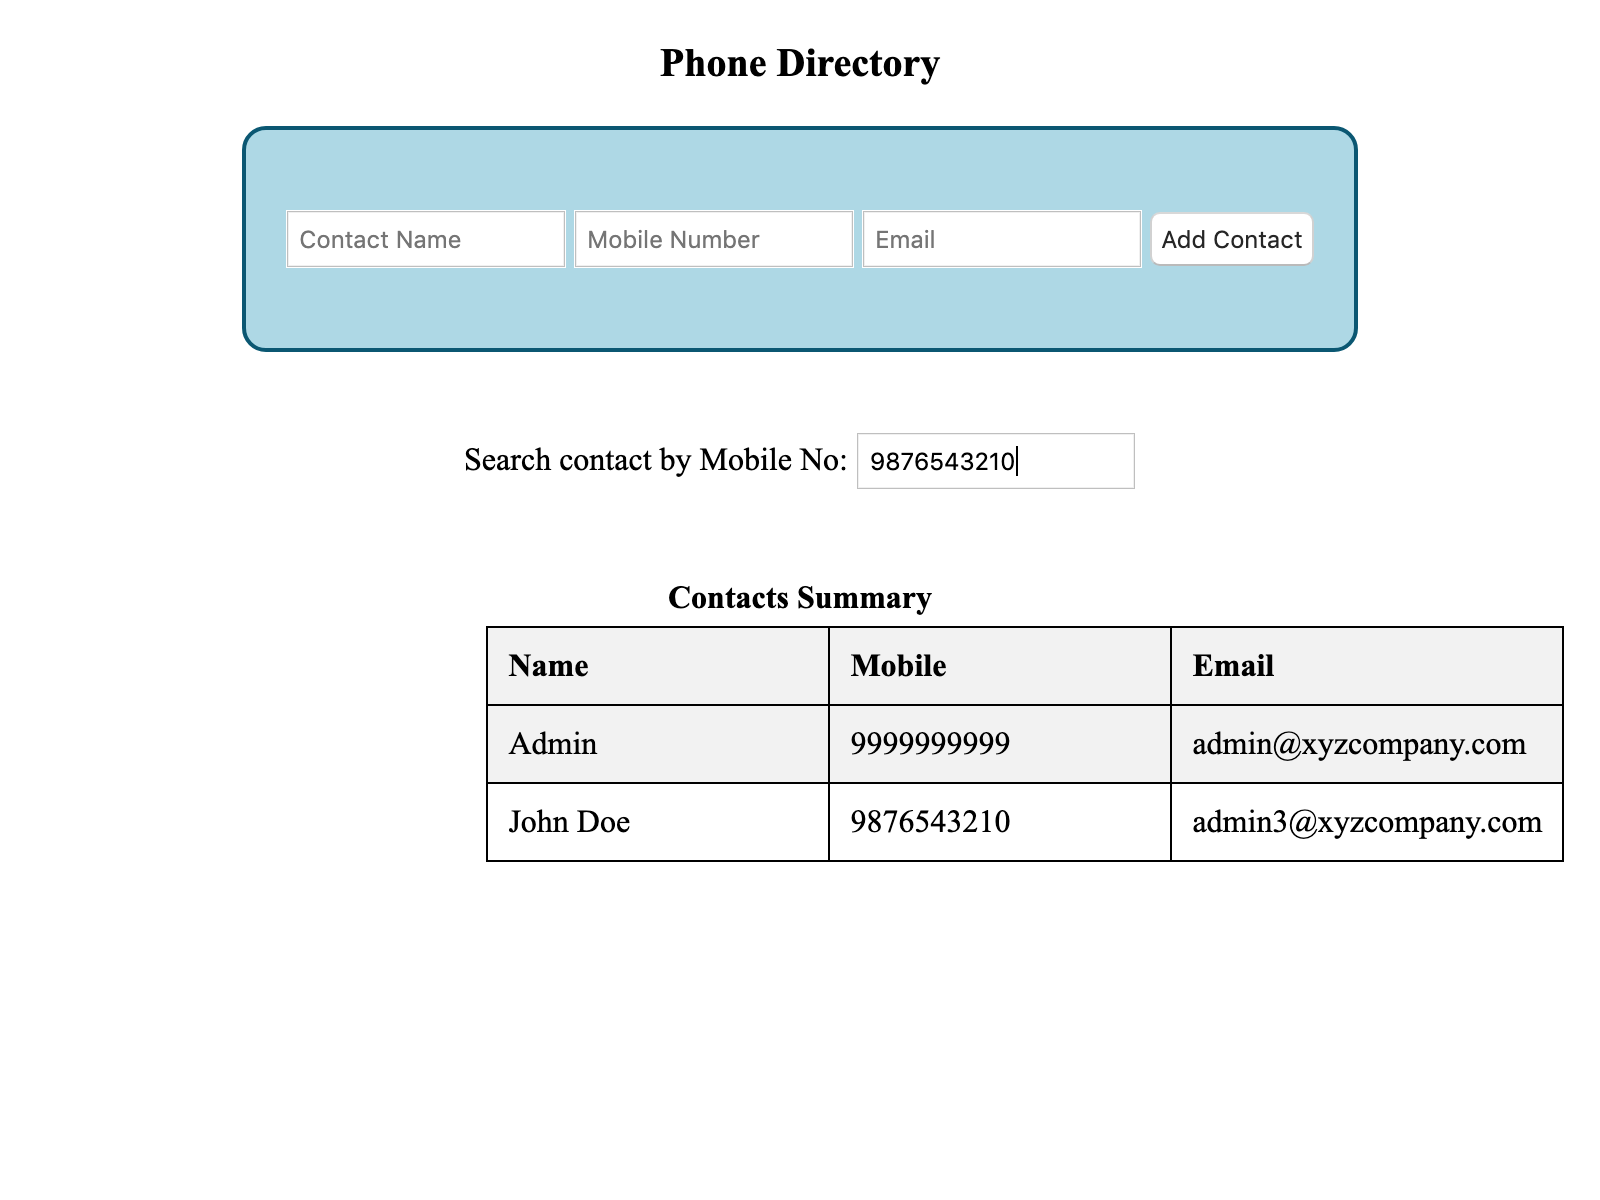 Phone Directory
Contact Name Mobile Number Email Add Contact
Search contact by Mobile No: 9876543210
Contacts Summary
Name Mobile Email
Admin 9999999999 admin@xyzcompany.com
John Doe 9876543210 admin3@xyzcompany.com